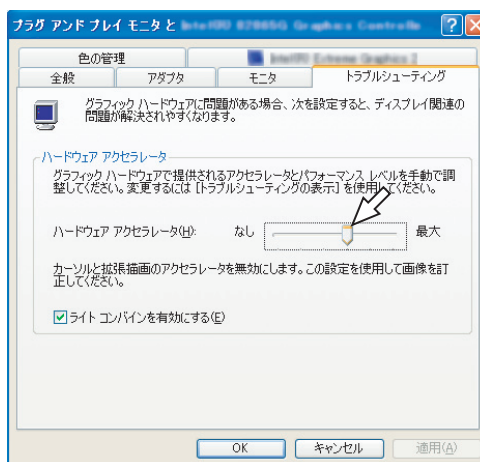 プラグ アンド プレイ モニタ と
色の管理
全般 アダプタ モニタ トラブルシューティング
グラフィック ハードウェアに問題がある場合、次を設定すると、ディスプレイ関連の
問題が解決されやすくなります。
ハードウェア アクセラレータ
グラフィック ハードウェアで提供されるアクセラレータとパフォーマンス レベルを手動で調
整してください。変更するには [トラブルシューティングの表示] を使用してください。
ハードウェア アクセラレータ(H): なし 最大
カーソルと拡張描画のアクセラレータを無効にします。この設定を使用して画像を訂
正してください。
ライト コンバインを有効にする(E)
OK キャンセル 適用(A)